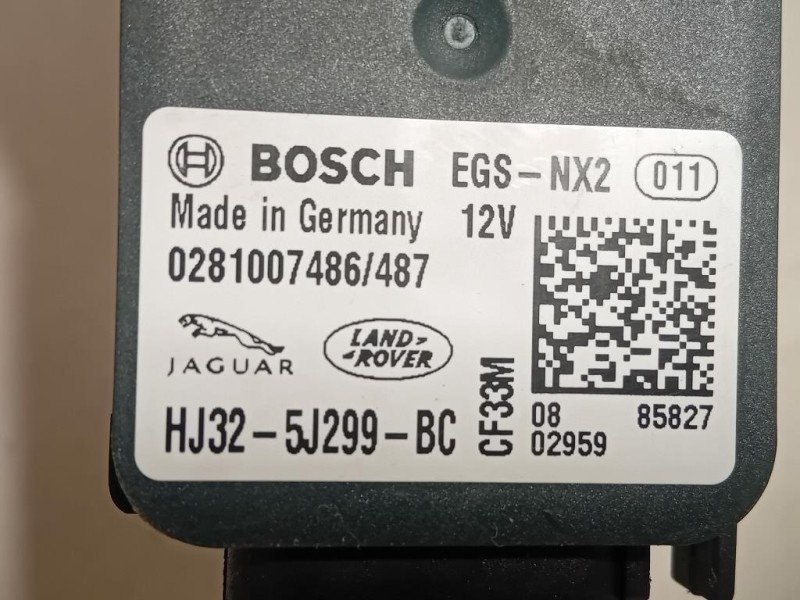 BOSCH EGS-NX2 011
Made in Germany 12V
0281007486/487
JAGUAR
LAND-
-ROVER
HJ32-5J299-BC
CF33M
08 85827
02959